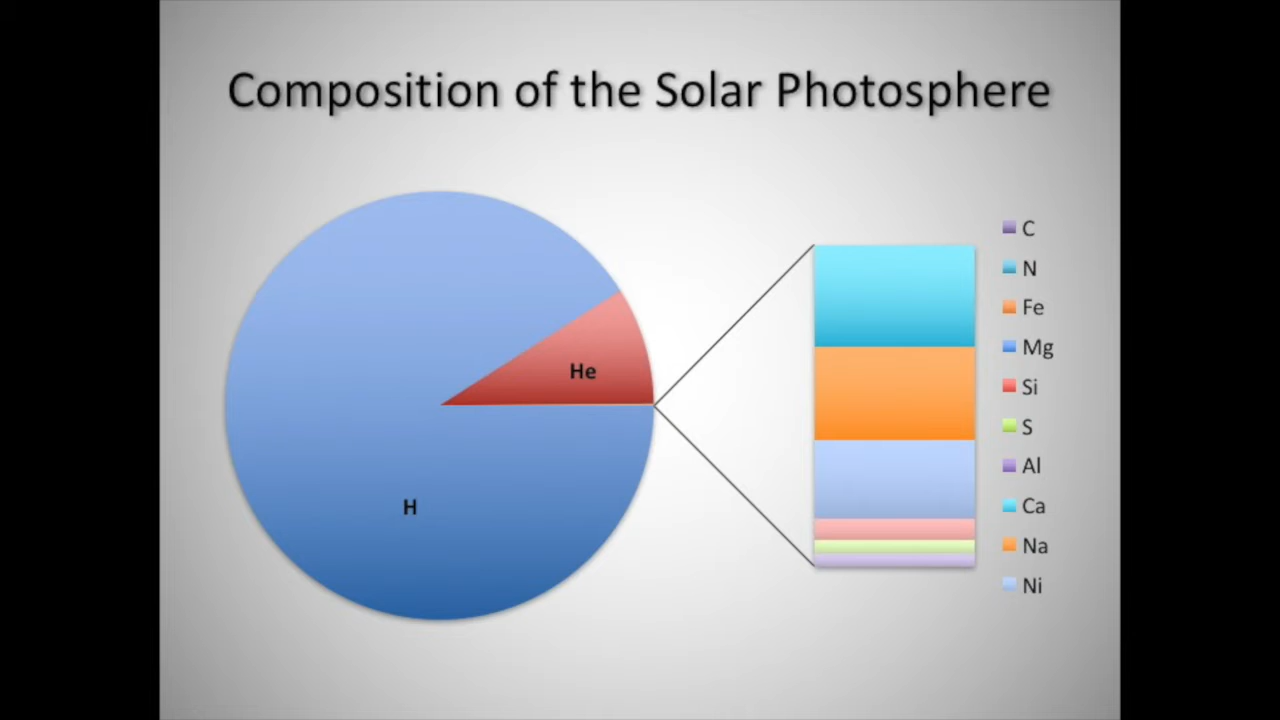 Composition of the Solar Photosphere
He
H
C
N
Fe
Mg
Si
S
Al
Ca
Na
Ni